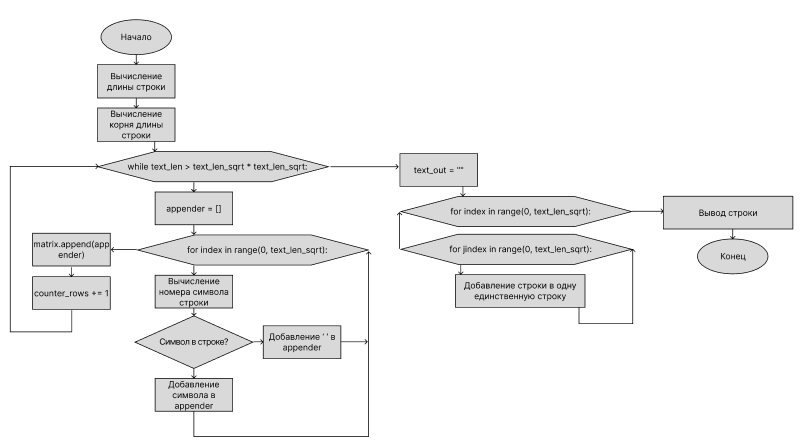 Начало
Вычисление
длины строки
Вычисление
корня длины
строки
while text_len > text_len_sqrt * text_len_sqrt:
appender = []
for index in range(0, text_len_sqrt):
matrix.append(app
ender)
counter_rows += 1
Вычисление
номера символа
строки
Символ в строке?
Добавление ' ' в
appender
Добавление
символа в
appender
text_out = ""
for index in range(0, text_len_sqrt):
for jindex in range(0, text_len_sqrt):
Добавление строки в одну
единственную строку
Вывод строки
Конец